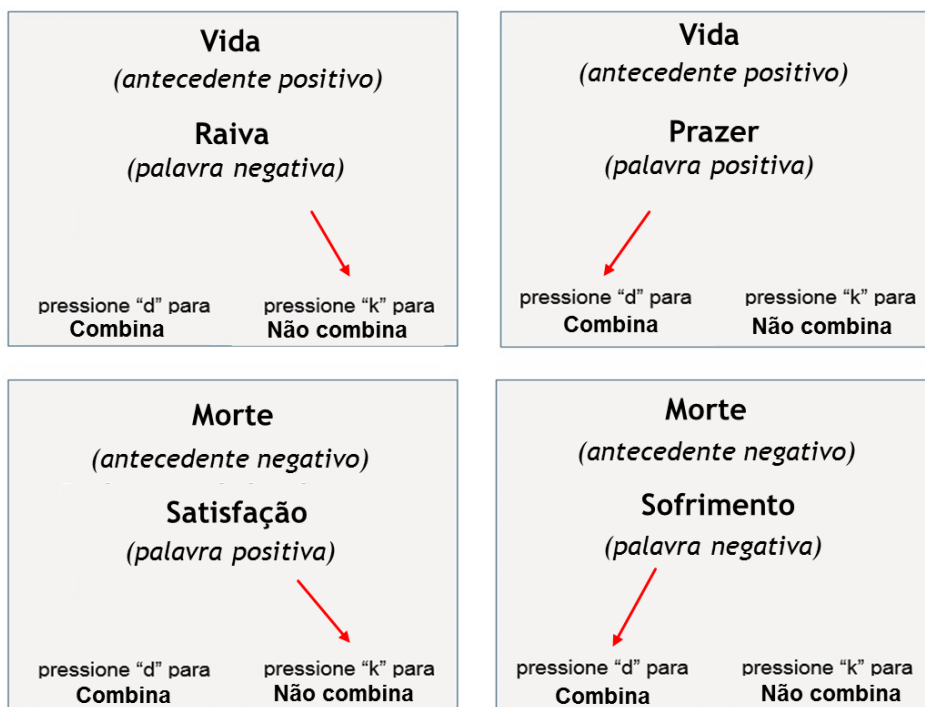 Vida
(antecedente positivo)
Raiva
(palavra negativa)
pressione “d” para
Combina
pressione “k” para
Não combina
Vida
(antecedente positivo)
Prazer
(palavra positiva)
pressione “d” para
Combina
pressione “k” para
Não combina
Morte
(antecedente negativo)
Satisfação
(palavra positiva)
pressione “d” para
Combina
pressione “k” para
Não combina
Morte
(antecedente negativo)
Sofrimento
(palavra negativa)
pressione “d” para
Combina
pressione “k” para
Não combina